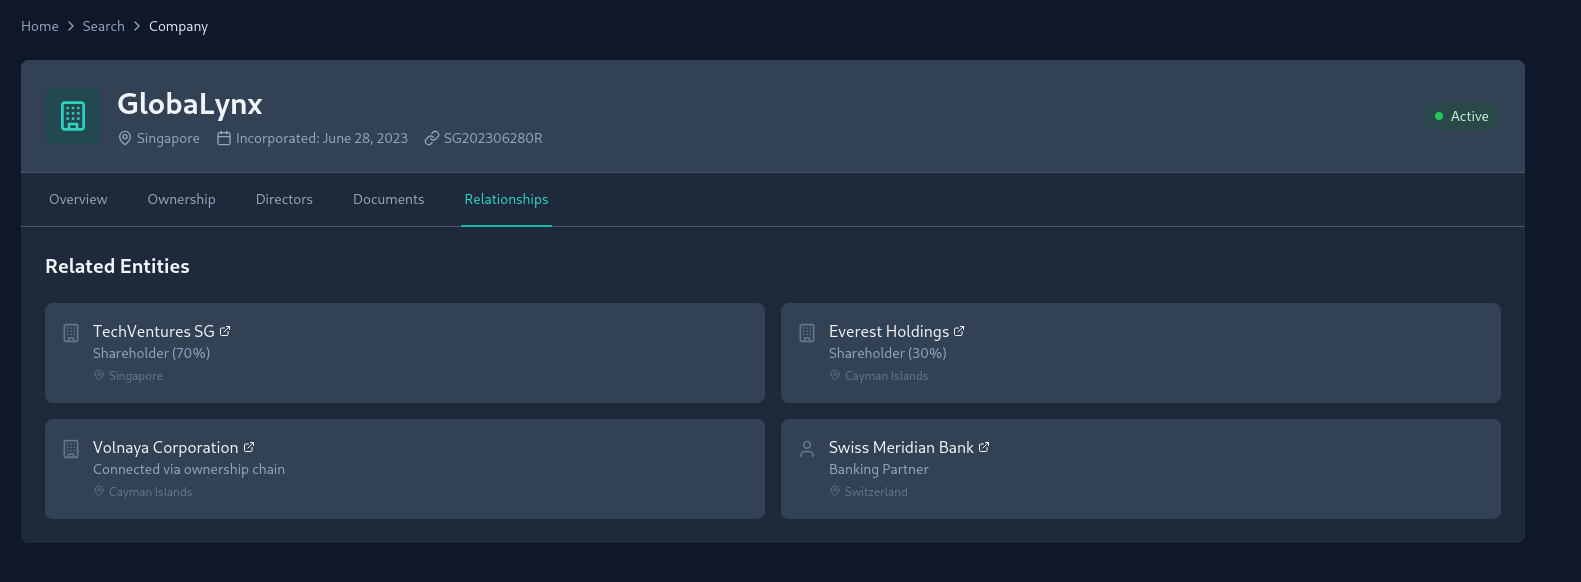 Home > Search > Company
GlobaLynx
Singapore Incorporated: June 28, 2023 SG202306280R
Active
Overview Ownership Directors Documents Relationships
Related Entities
TechVentures SG
Shareholder (70%)
Singapore
Everest Holdings
Shareholder (30%)
Cayman Islands
Volnaya Corporation
Connected via ownership chain
Cayman Islands
Swiss Meridian Bank
Banking Partner
Switzerland